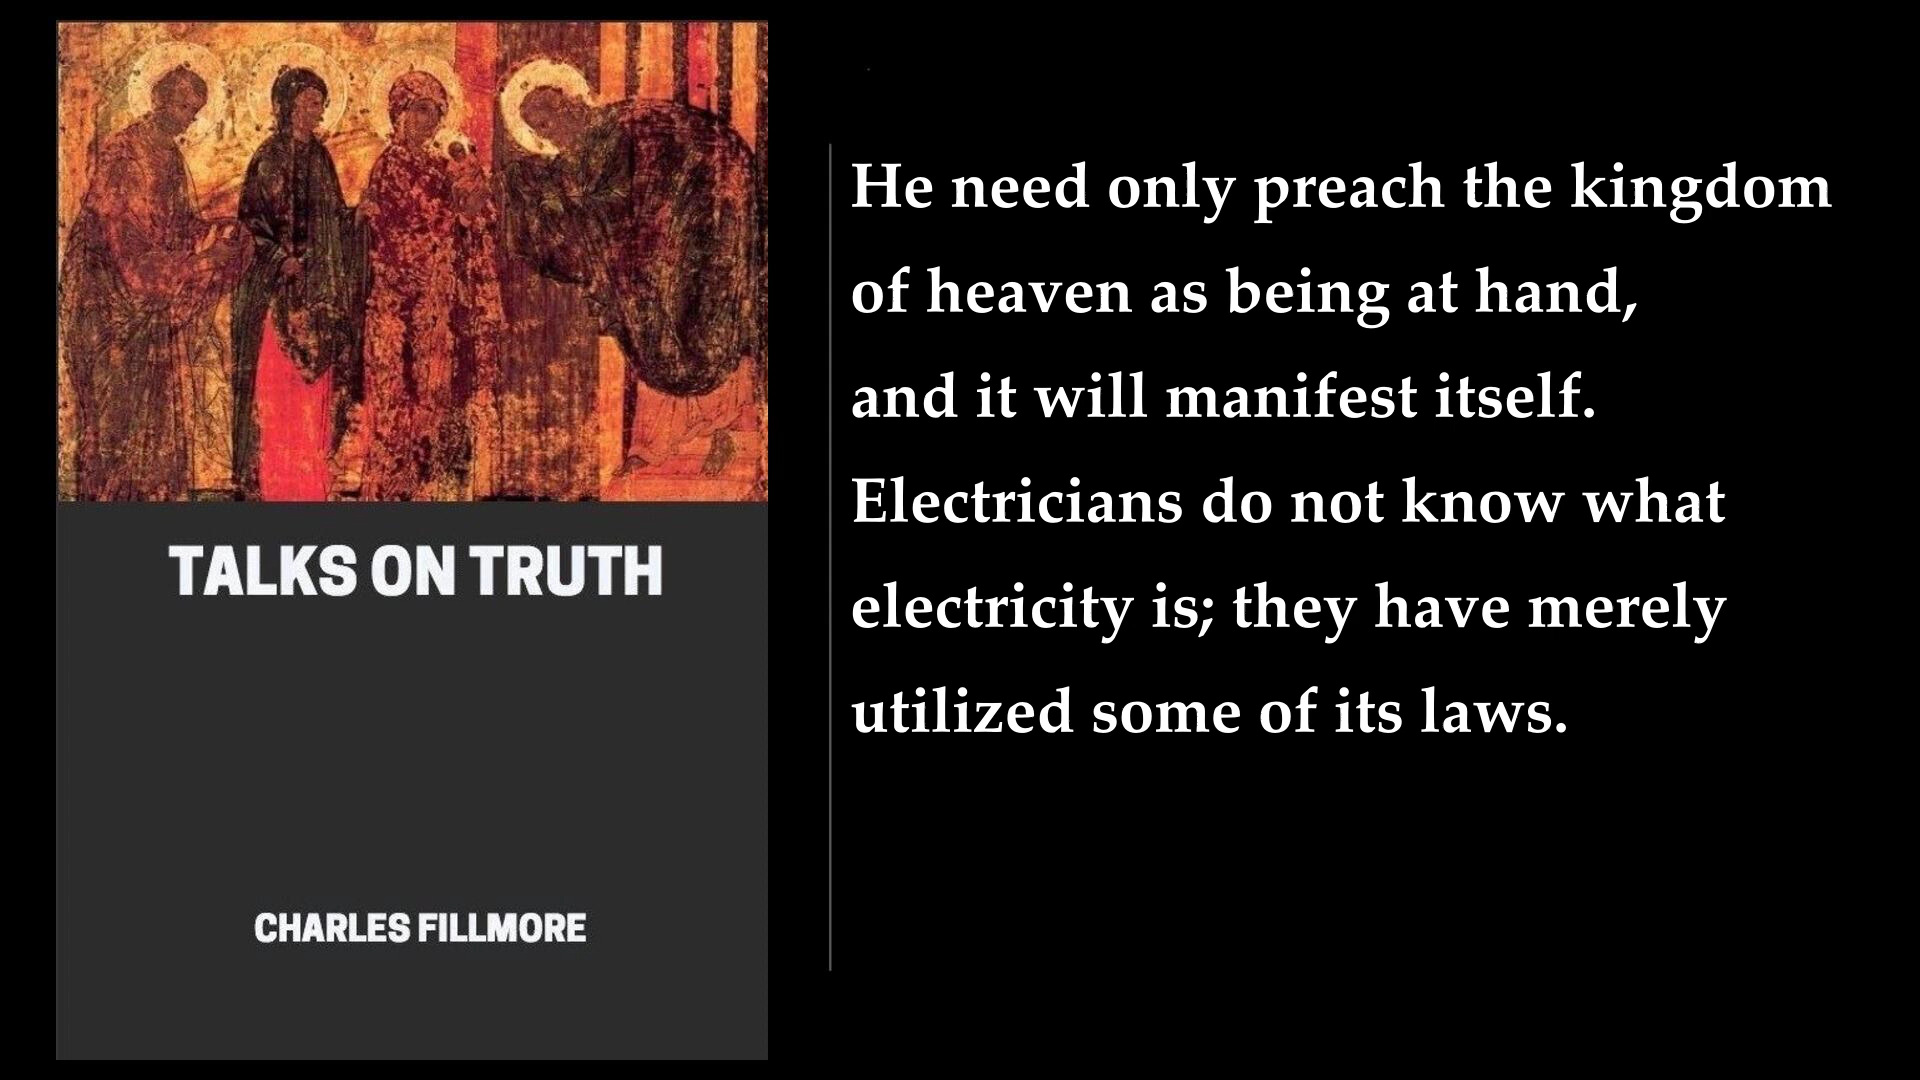 TALKS ON TRUTH
CHARLES FILLMORE
He need only preach the kingdom
of heaven as being at hand,
and it will manifest itself.
Electricians do not know what
electricity is; they have merely
utilized some of its laws.